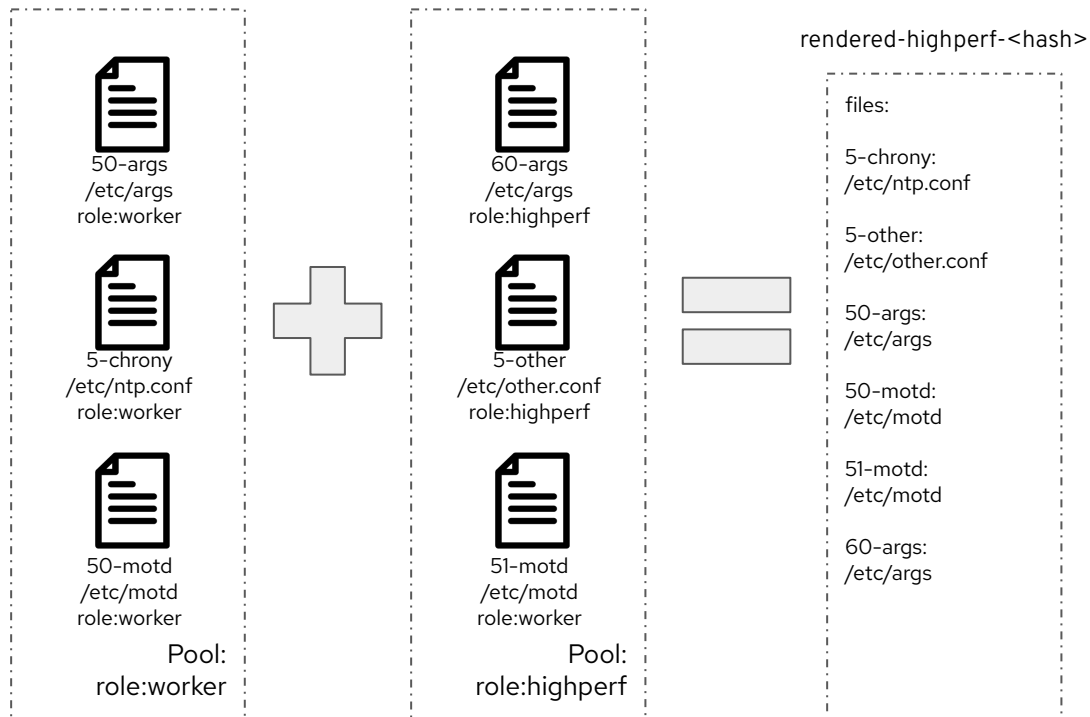 50-args
/etc/args
role:worker
5-chrony
/etc/ntp.conf
role:worker
50-motd
/etc/motd
role:worker
Pool:
role:worker
60-args
/etc/args
role:highperf
5-other
/etc/other.conf
role:highperf
51-motd
/etc/motd
role:worker
Pool:
role:highperf
rendered-highperf-<hash>
files:
5-chrony:
/etc/ntp.conf
5-other:
/etc/other.conf
50-args:
/etc/args
50-motd:
/etc/motd
51-motd:
/etc/motd
60-args:
/etc/args